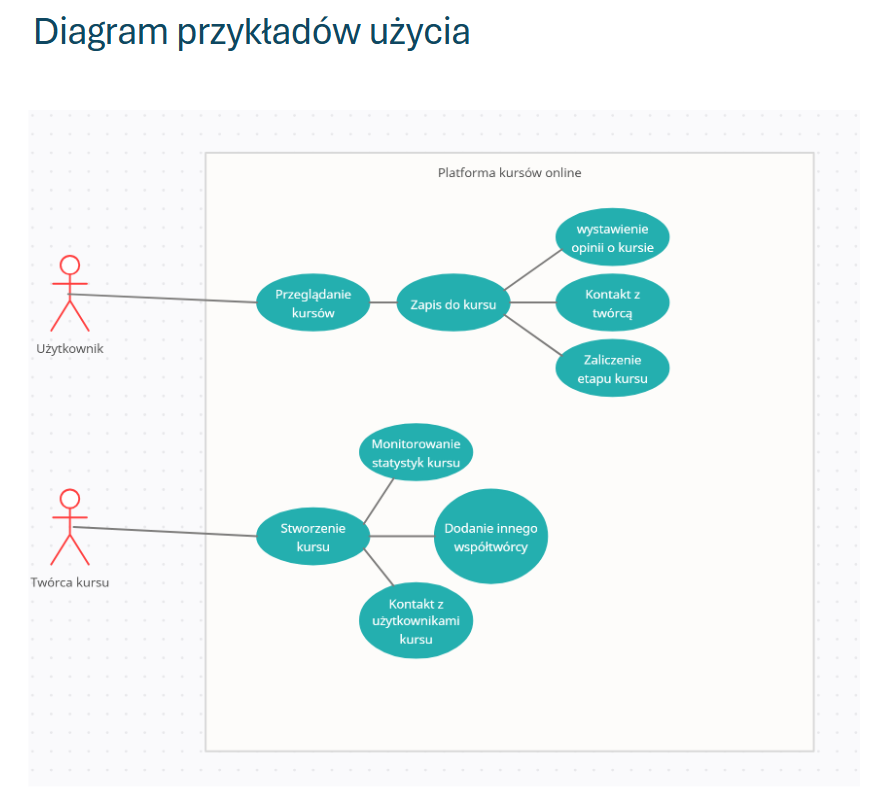 Diagram przykładów użycia
Platforma kursów online
wystawienie
opinii o kursie
Przeglądanie
kursów
Zapis do kursu
Kontakt z
twórcą
Użytkownik
Zaliczenie
etapu kursu
Monitorowanie
statystyk kursu
Stworzenie
kursu
Dodanie innego
współtwórcy
Twórca kursu
Kontakt z
użytkownikami
kursu